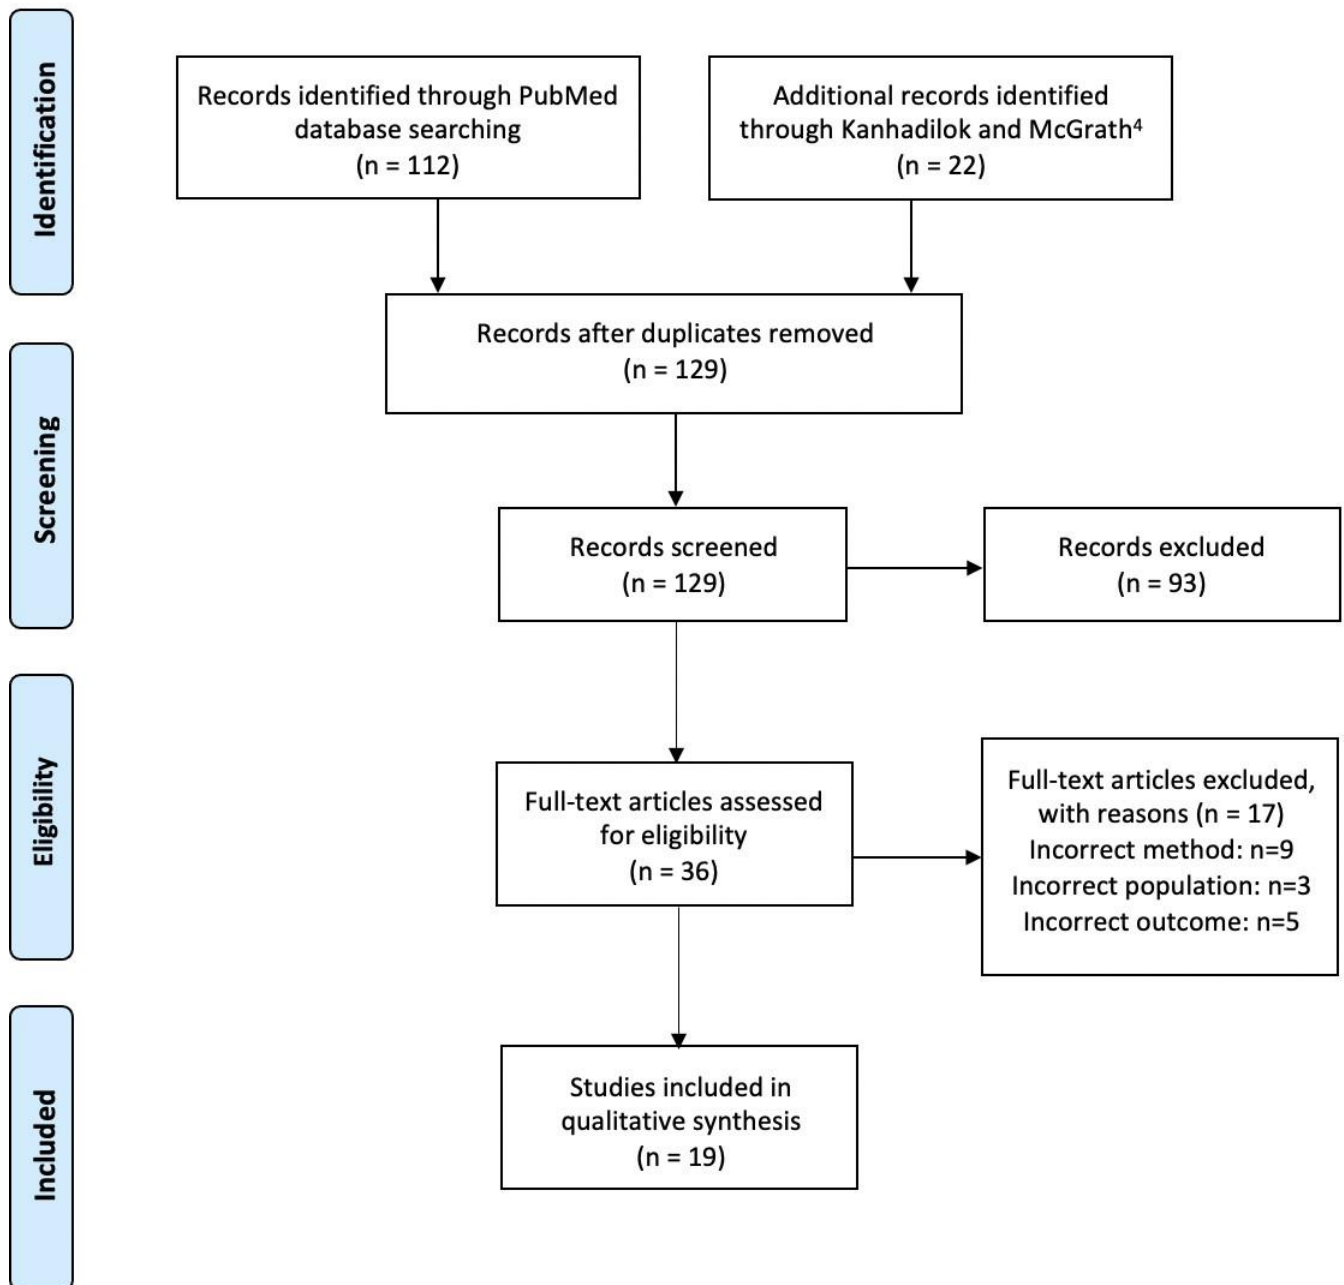 Identification
Records identified through PubMed
database searching
(n = 112)
Additional records identified
through Kanhadilok and McGrath⁴
(n = 22)
Records after duplicates removed
(n = 129)
Screening
Records screened
(n = 129)
Records excluded
(n = 93)
Eligibility
Full-text articles assessed
for eligibility
(n = 36)
Full-text articles excluded,
with reasons (n = 17)
Incorrect method: n=9
Incorrect population: n=3
Incorrect outcome: n=5
Included
Studies included in
qualitative synthesis
(n = 19)